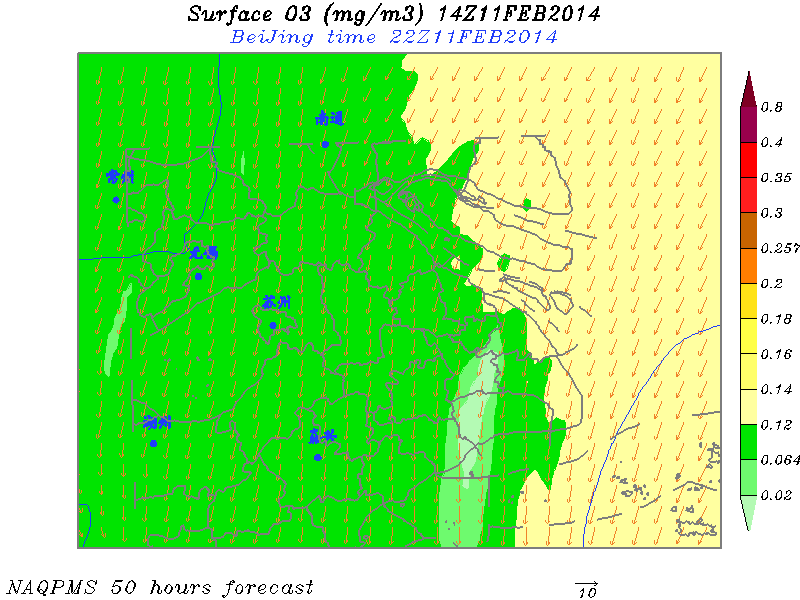 Surface O3 (mg/m3) 14Z11FEB2014
BeiJing time 22Z11FEB2014
南通
常州
无锡
苏州
湖州
嘉兴
0.8
0.4
0.35
0.3
0.257
0.2
0.18
0.16
0.14
0.12
0.064
0.02
NAQPMS 50 hours forecast
10